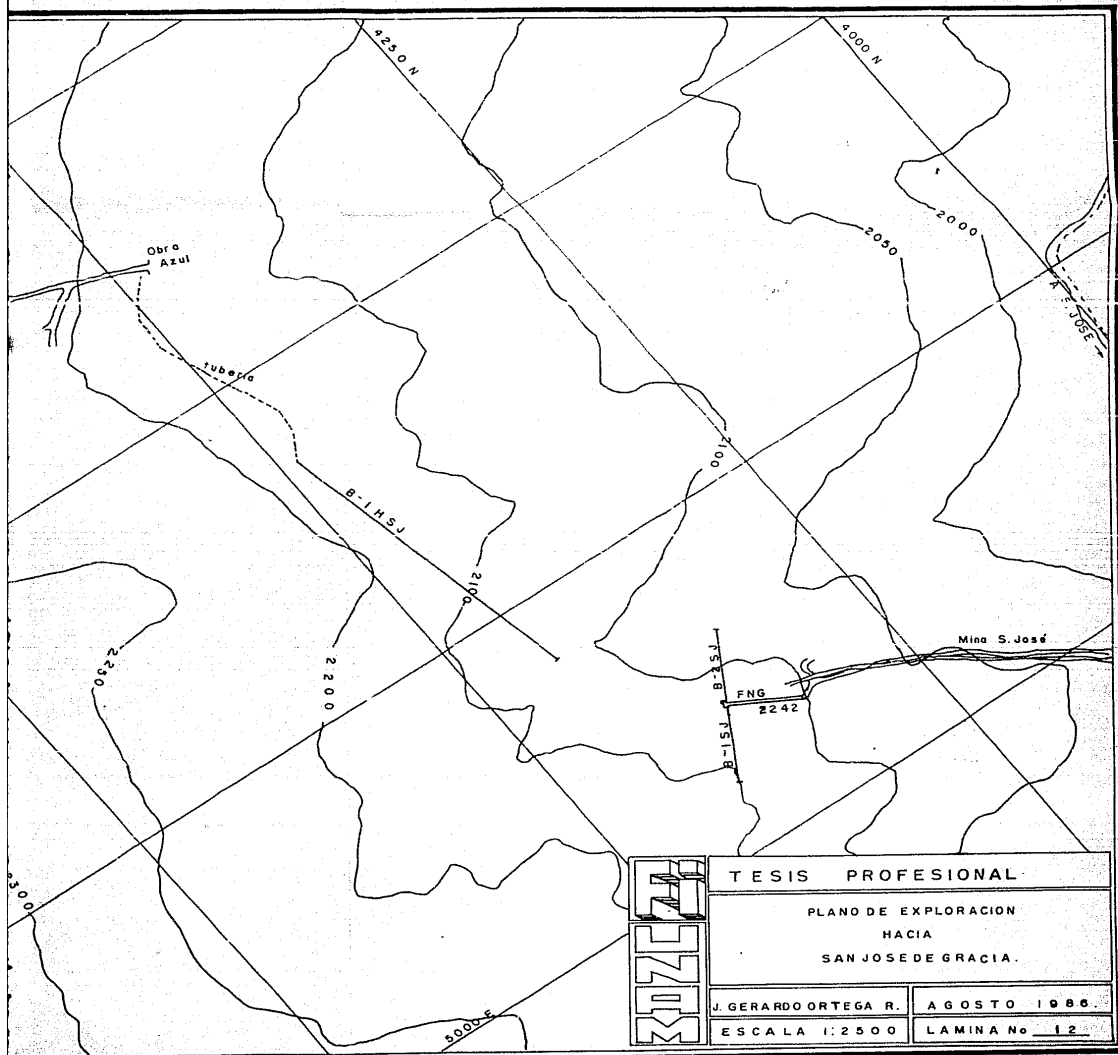 4250 N
4000 N
Obra
Azul
2000
2050
A S. JOSE
tuberia
2100
B-1HSJ
2100
Mina S. José
2250
2200
B-2SJ
FNG
2242
B-1SJ
2300
5000 E
UNAM
TESIS PROFESIONAL
PLANO DE EXPLORACION
HACIA
SAN JOSE DE GRACIA.
J. GERARDO ORTEGA R.
AGOSTO 1986.
ESCALA 1:2500
LAMINA No 12